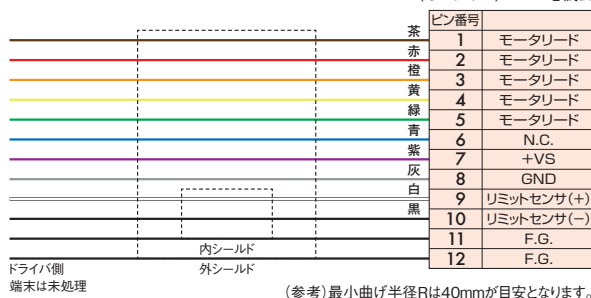 ピン番号
茶 1 モータリード
赤 2 モータリード
橙 3 モータリード
黄 4 モータリード
緑 5 モータリード
青 6 N.C.
紫 7 +VS
灰 8 GND
白 9 リミットセンサ(+)
黒 10 リミットセンサ(−)
11 F.G.
12 F.G.
内シールド
外シールド
ドライバ側
端末は未処理
(参考)最小曲げ半径Rは40mmが目安となります。